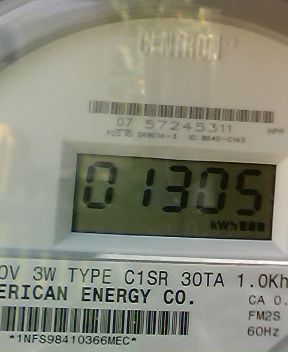 CENTRON®
07 57245311 HPP
01305
kWh
0V 3W TYPE C1SR 30TA 1.0Kh
ERICAN ENERGY CO. CA 0.
FM2S
60Hz
*1NFS98410366MEC*